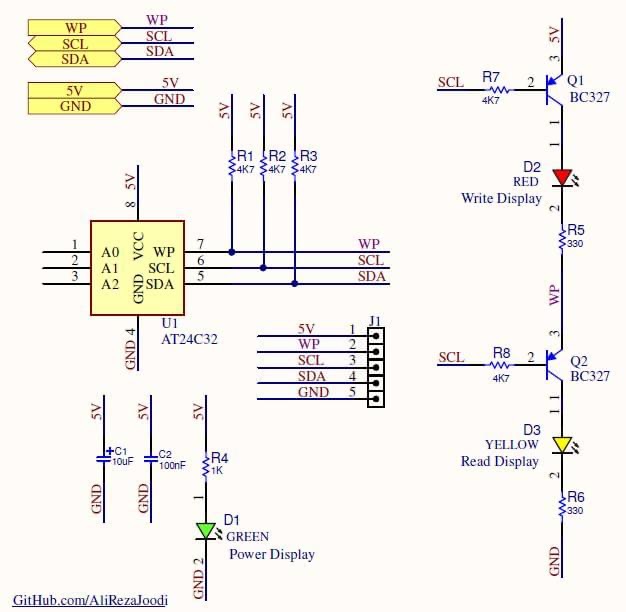 WP WP
SCL SCL
SDA SDA
5V 5V
GND GND
5V 5V 5V
R1 R2 R3
4K7 4K7 4K7
5V
8
VCC
1 A0 WP 7 WP
2 A1 SCL 6 SCL
3 A2 SDA 5 SDA
GND
4
GND
U1
AT24C32
J1
5V 1
WP 2
SCL 3
SDA 4
GND 5
5V 5V 5V
+ C1
10uF
C2
100nF
R4
1K
GND GND
1
D1
GREEN
Power Display
2
GND
5V
3
SCL R7 2 Q1
4K7 BC327
1
1
D2
RED
Write Display
2
R5
330
WP
3
SCL R8 2 Q2
4K7 BC327
1
1
D3
YELLOW
Read Display
2
R6
330
GND
GitHub.com/AliRezaJoodi